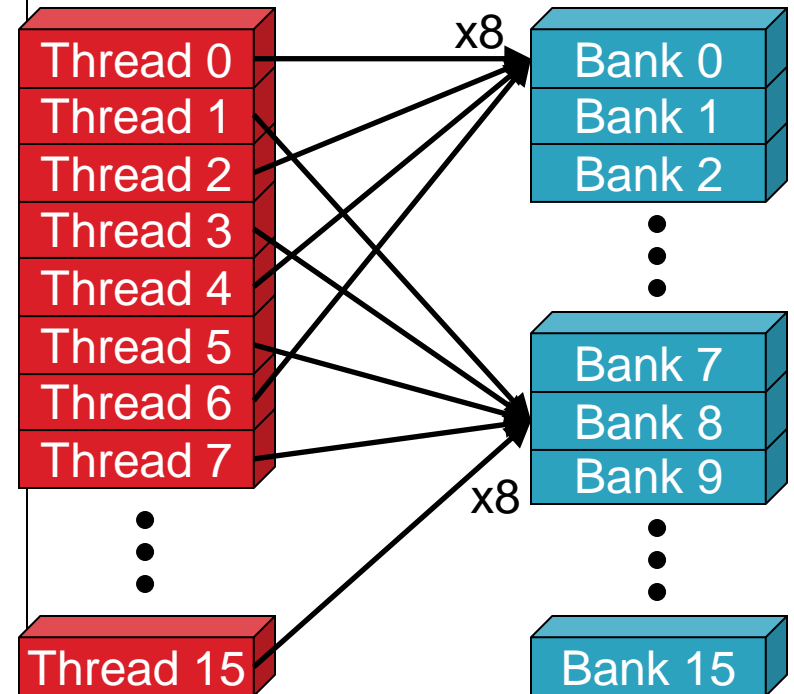 x8
Thread 0
Thread 1
Thread 2
Thread 3
Thread 4
Thread 5
Thread 6
Thread 7
Thread 15
Bank 0
Bank 1
Bank 2
Bank 7
Bank 8
Bank 9
x8
Bank 15